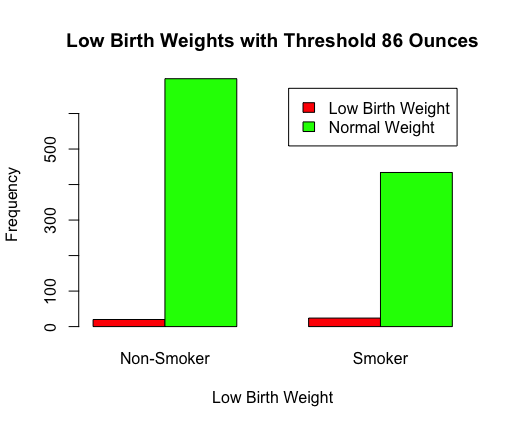 Low Birth Weights with Threshold 86 Ounces
Low Birth Weight
Normal Weight
Frequency
500
300
100
0
Non-Smoker
Smoker
Low Birth Weight